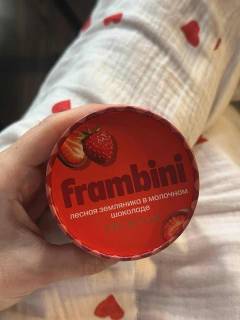 frambini
лесная земляника в молочном
шоколаде